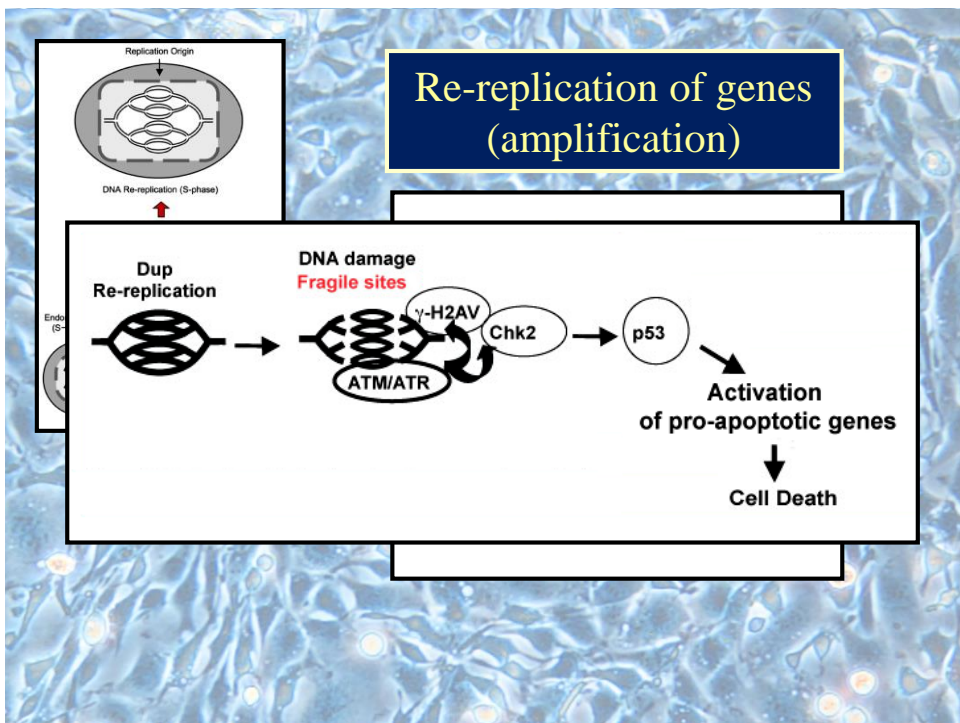 Re-replication of genes
(amplification)
Replication Origin
DNA Re-replication (S-phase)
Dup
Re-replication
DNA damage
Fragile sites
γ-H2AV
Chk2
ATM/ATR
p53
Activation
of pro-apoptotic genes
Cell Death